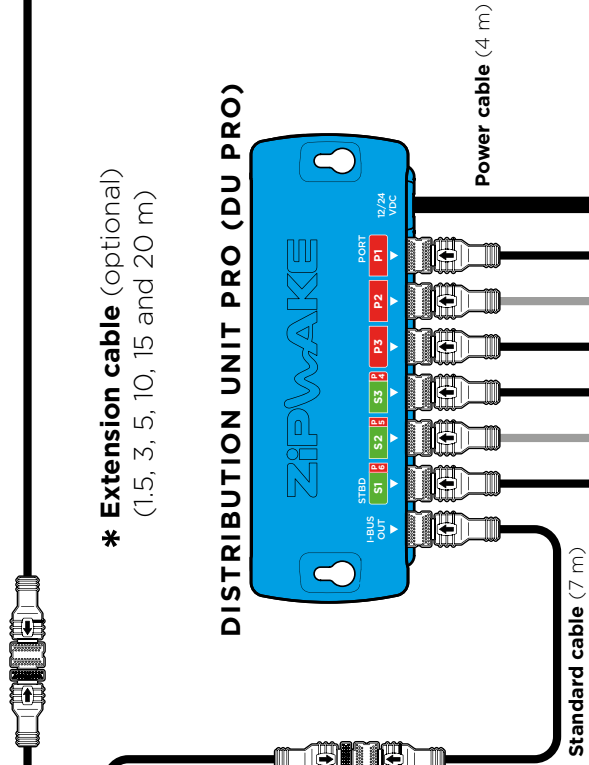 * Extension cable (optional)
(1.5, 3, 5, 10, 15 and 20 m)
DISTRIBUTION UNIT PRO (DU PRO)
ZIPWAKE
I-BUS
OUT
STBD
S1 P 6
S2 P 5
S3 P 4
P3
P2
P1
PORT
12/24
VDC
Power cable (4 m)
Standard cable (7 m)